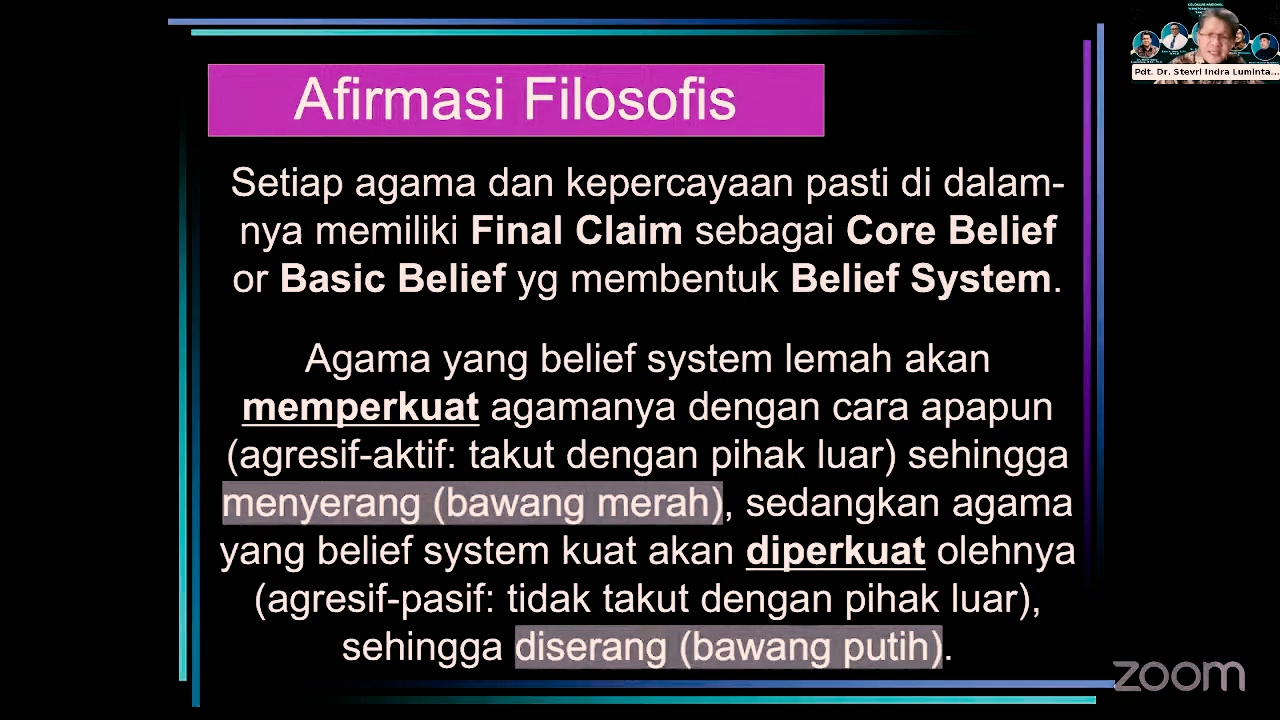 Afirmasi Filosofis
Setiap agama dan kepercayaan pasti di dalam-
nya memiliki Final Claim sebagai Core Belief
or Basic Belief yg membentuk Belief System.
Agama yang belief system lemah akan
memperkuat agamanya dengan cara apapun
(agresif-aktif: takut dengan pihak luar) sehingga
menyerang (bawang merah), sedangkan agama
yang belief system kuat akan diperkuat olehnya
(agresif-pasif: tidak takut dengan pihak luar),
sehingga diserang (bawang putih).
Pdt. Dr. Stevri Indra Luminta...
zoom